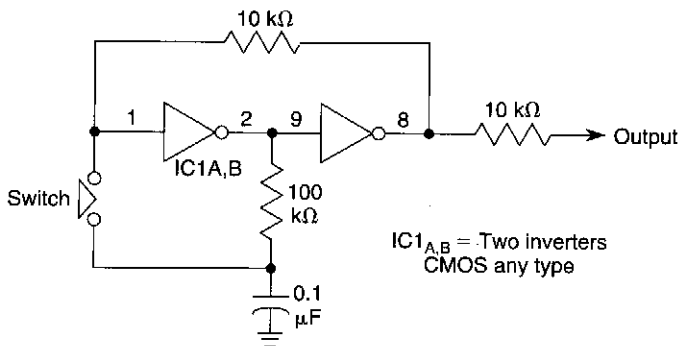 10 kΩ
1
2
9
8
10 kΩ
Output
IC1A,B
Switch
100
kΩ
IC1A,B = Two inverters
CMOS any type
0.1
μF